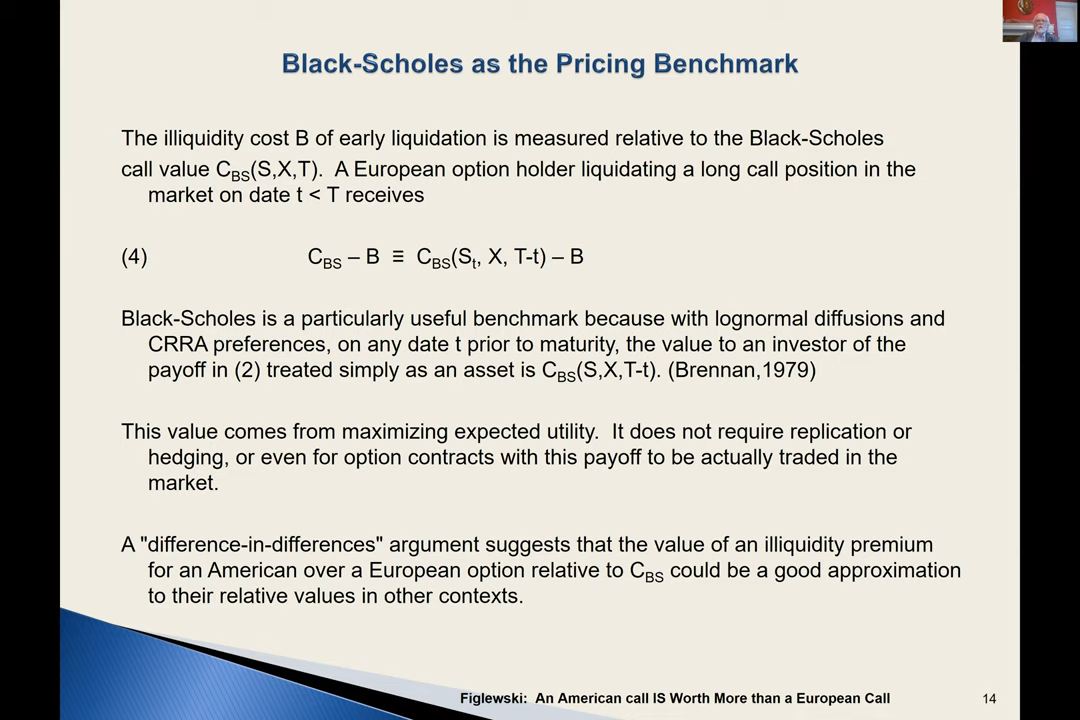 Black-Scholes as the Pricing Benchmark
The illiquidity cost B of early liquidation is measured relative to the Black-Scholes
call value C_BS(S,X,T). A European option holder liquidating a long call position in the
market on date t < T receives
(4) C_BS – B ≡ C_BS(S_t, X, T-t) – B
Black-Scholes is a particularly useful benchmark because with lognormal diffusions and
CRRA preferences, on any date t prior to maturity, the value to an investor of the
payoff in (2) treated simply as an asset is C_BS(S,X,T-t). (Brennan,1979)
This value comes from maximizing expected utility. It does not require replication or
hedging, or even for option contracts with this payoff to be actually traded in the
market.
A "difference-in-differences" argument suggests that the value of an illiquidity premium
for an American over a European option relative to C_BS could be a good approximation
to their relative values in other contexts.
Figlewski: An American call IS Worth More than a European Call
14